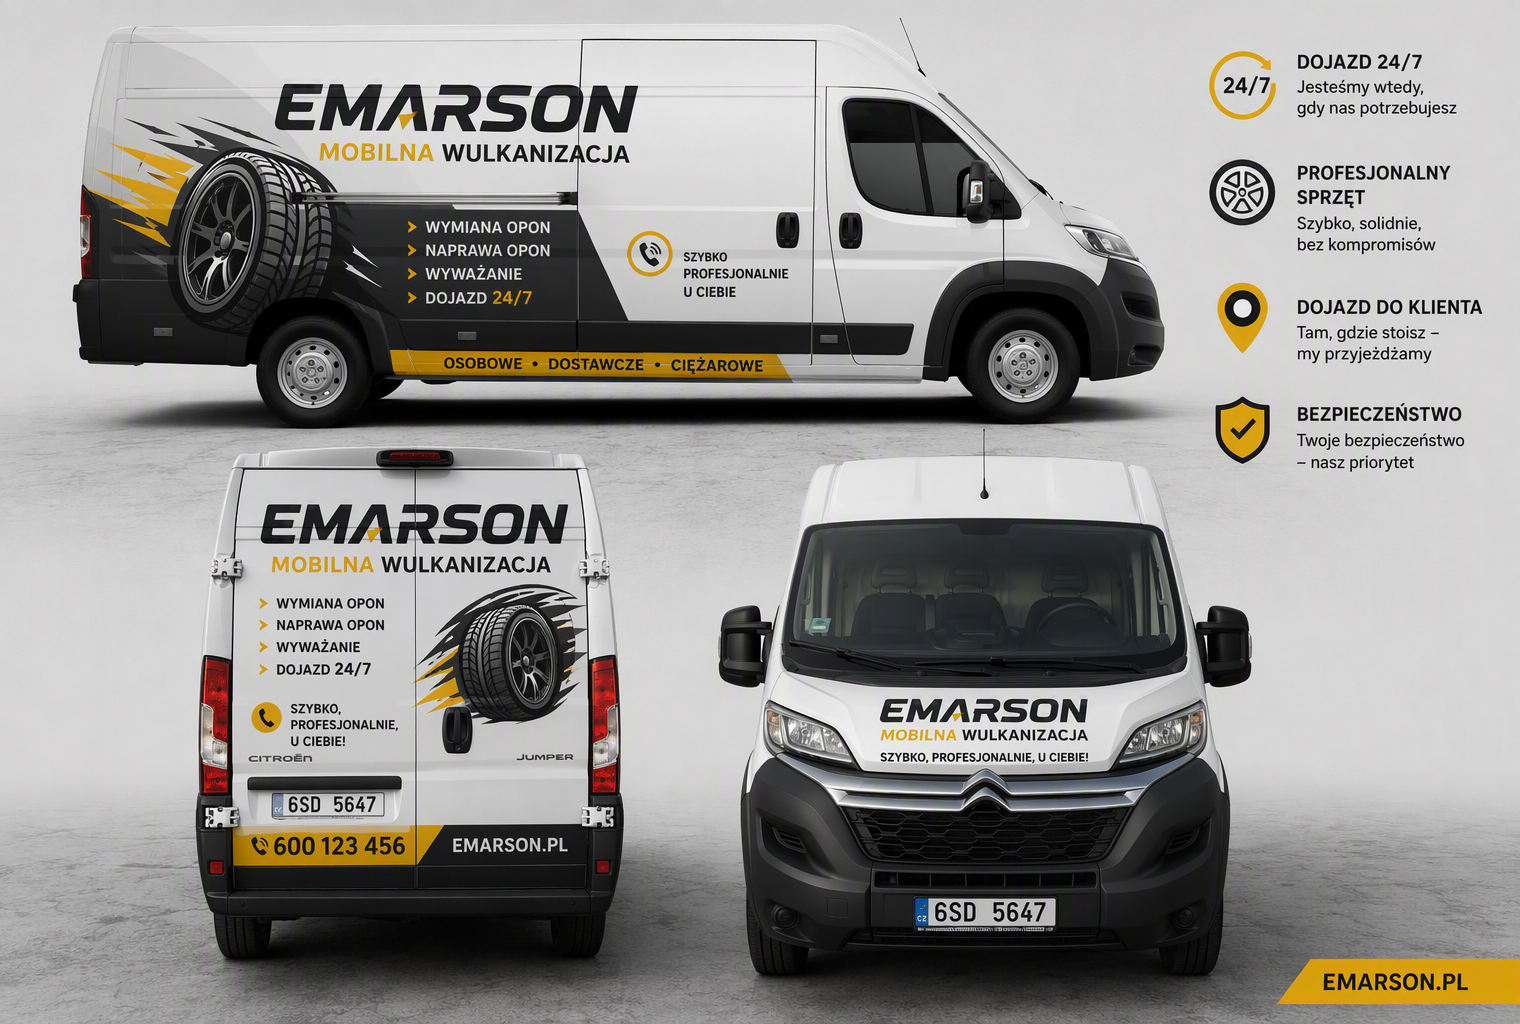 EMARSON
MOBILNA WULKANIZACJA
WYMIANA OPON
NAPRAWA OPON
WYWAŻANIE
DOJAZD 24/7
SZYBKO
PROFESJONALNIE
U CIEBIE
OSOBOWE • DOSTAWCZE • CIĘŻAROWE
24/7
DOJAZD 24/7
Jesteśmy wtedy,
gdy nas potrzebujesz
PROFESJONALNY
SPRZĘT
Szybko, solidnie,
bez kompromisów
DOJAZD DO KLIENTA
Tam, gdzie stoisz –
my przyjeżdżamy
BEZPIECZEŃSTWO
Twoje bezpieczeństwo
– nasz priorytet
EMARSON
MOBILNA WULKANIZACJA
WYMIANA OPON
NAPRAWA OPON
WYWAŻANIE
DOJAZD 24/7
SZYBKO,
PROFESJONALNIE,
U CIEBIE!
CITROËN
JUMPER
6SD 5647
600 123 456
EMARSON.PL
EMARSON
MOBILNA WULKANIZACJA
SZYBKO, PROFESJONALNIE, U CIEBIE!
CZ 6SD 5647
EMARSON.PL